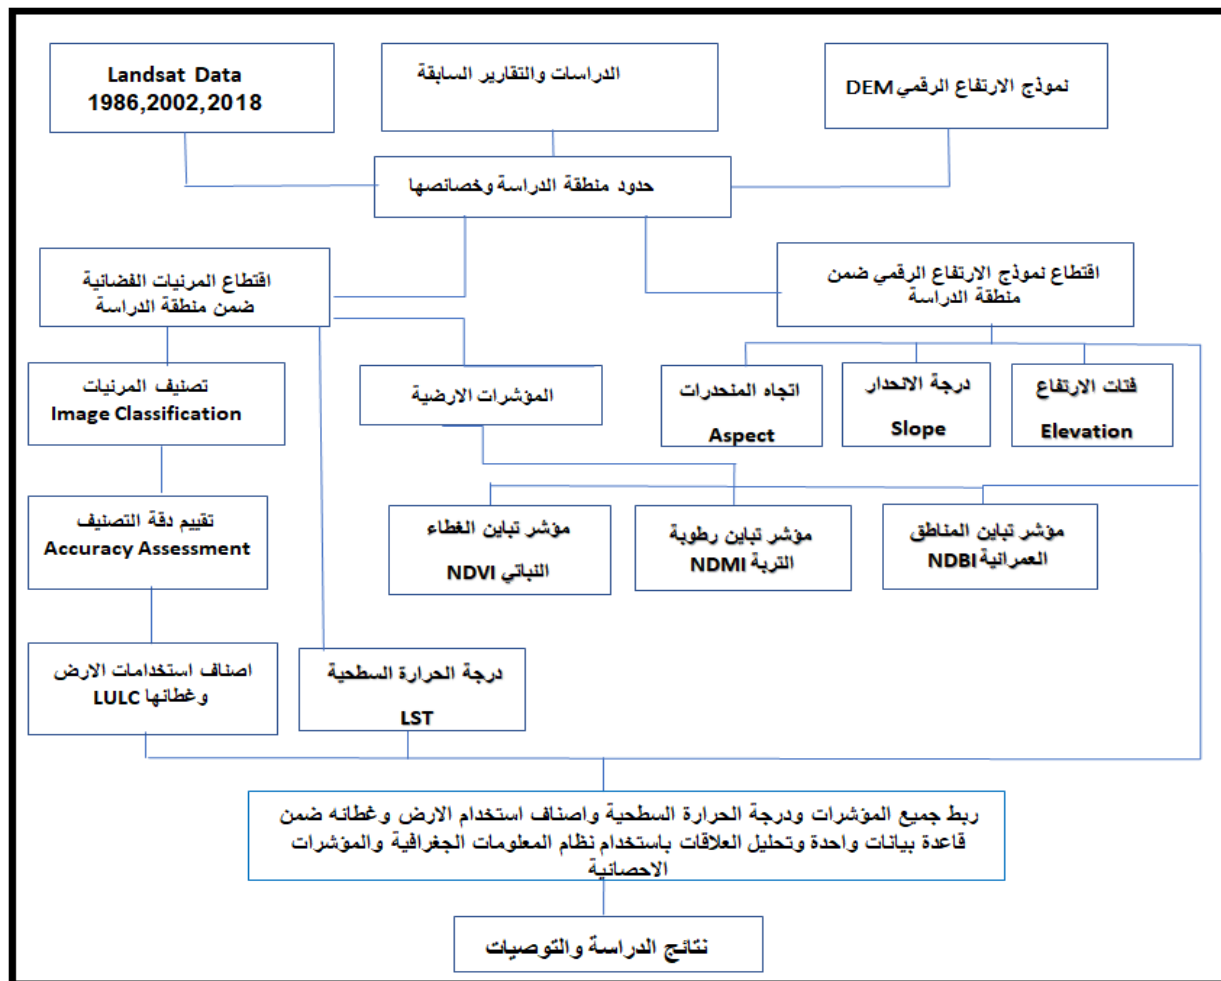 Landsat Data
1986,2002,2018
الدراسات والتقارير السابقة
نموذج الارتفاع الرقمي DEM
حدود منطقة الدراسة وخصائصها
اقتطاع المرئيات الفضائية
ضمن منطقة الدراسة
اقتطاع نموذج الارتفاع الرقمي ضمن
منطقة الدراسة
تصنيف المرئيات
Image Classification
المؤشرات الارضية
اتجاه المنحدرات
Aspect
درجة الانحدار
Slope
فئات الارتفاع
Elevation
تقييم دقة التصنيف
Accuracy Assessment
مؤشر تباين الغطاء
النباتي NDVI
مؤشر تباين رطوبة
التربة NDMI
مؤشر تباين المناطق
العمرانية NDBI
اصناف استخدامات الارض
وغطائها LULC
درجة الحرارة السطحية
LST
ربط جميع المؤشرات ودرجة الحرارة السطحية واصناف استخدام الارض وغطائه ضمن
قاعدة بيانات واحدة وتحليل العلاقات باستخدام نظام المعلومات الجغرافية والمؤشرات
الاحصائية
نتائج الدراسة والتوصيات